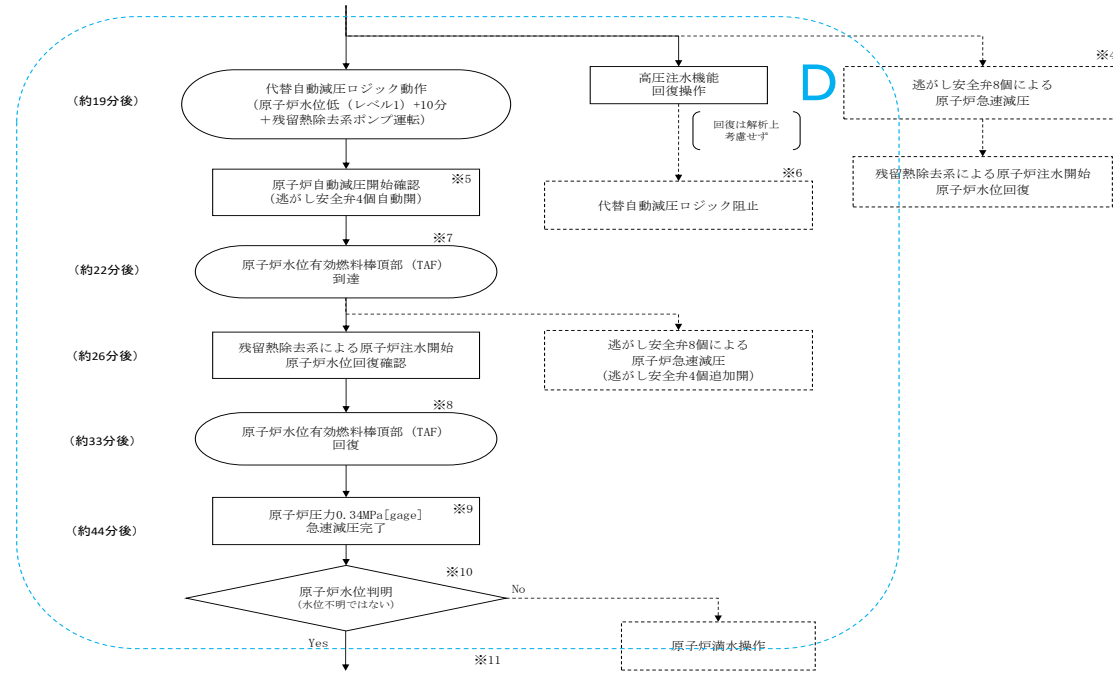 ※4
代替自動減圧ロジック動作
(原子炉水位低（レベル1）+10分
+残留熱除去系ポンプ運転)
(約19分後)
高圧注水機能
回復操作
D
逃がし安全弁8個による
原子炉急速減圧
回復は解析上
考慮せず
※5
原子炉自動減圧開始確認
(逃がし安全弁4個自動開)
※6
代替自動減圧ロジック阻止
残留熱除去系による原子炉注水開始
原子炉水位回復
※7
(約22分後)
原子炉水位有効燃料棒頂部（TAF）
到達
(約26分後)
残留熱除去系による原子炉注水開始
原子炉水位回復確認
逃がし安全弁8個による
原子炉急速減圧
(逃がし安全弁4個追加開)
※8
(約33分後)
原子炉水位有効燃料棒頂部（TAF）
回復
※9
(約44分後)
原子炉圧力0.34MPa[gage]
急速減圧完了
※10
原子炉水位判明
(水位不明ではない)
No
Yes
原子炉満水操作
※11